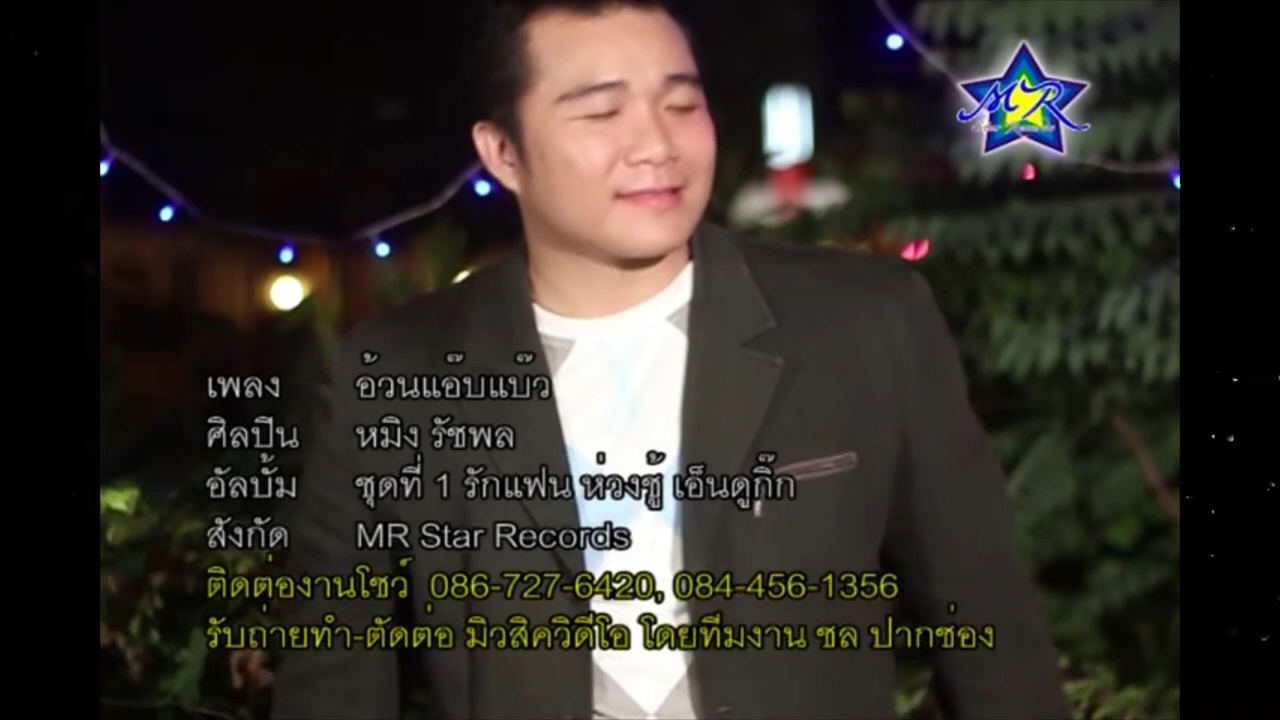 MR
เพลง อ้วนแอ๊บแบ๊ว
ศิลปิน หมิง รัชพล
อัลบั้ม ชุดที่ 1 รักแฟน ห่วงชู้ เอ็นดูกิ๊ก
สังกัด MR Star Records
ติดต่องานโชว์ 086-727-6420, 084-456-1356
รับถ่ายทำ-ตัดต่อ มิวสิควิดีโอ โดยทีมงาน ชล ปากช่อง